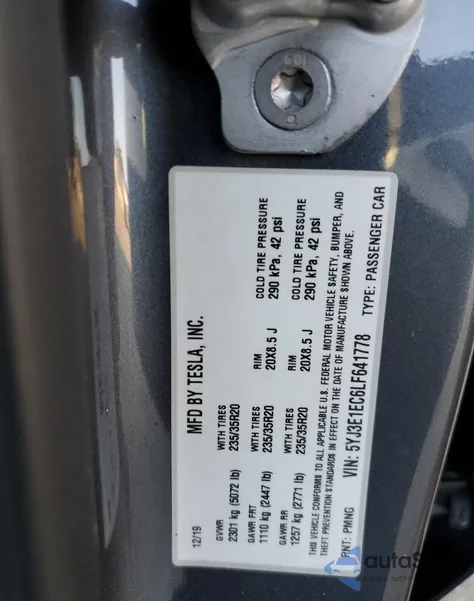 109
MFD BY TESLA, INC.
12/19
GVWR WITH TIRES RIM COLD TIRE PRESSURE
2301 kg (5072 lb) 235/35R20 20X8.5 J 290 kPa, 42 psi
GAWR FRT WITH TIRES RIM COLD TIRE PRESSURE
1110 kg (2447 lb) 235/35R20 20X8.5 J 290 kPa, 42 psi
GAWR RR WITH TIRES
1257 kg (2771 lb) 235/35R20
THIS VEHICLE CONFORMS TO ALL APPLICABLE U.S. FEDERAL MOTOR VEHICLE SAFETY, BUMPER, AND
THEFT PREVENTION STANDARDS IN EFFECT ON THE DATE OF MANUFACTURE SHOWN ABOVE.
PNT: PMNG VIN: 5YJ3E1EC6LF641778 TYPE: PASSENGER CAR
autoS